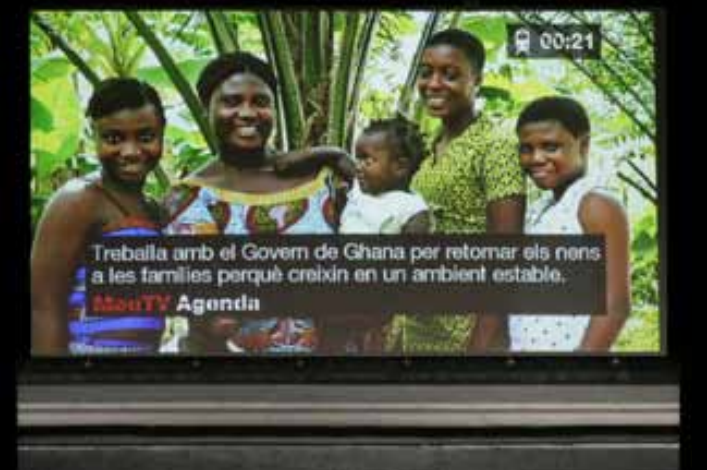 00:21
Treballa amb el Govern de Ghana per retornar els nens
a les famílies perquè creixin en un ambient estable.
MouTV Agenda